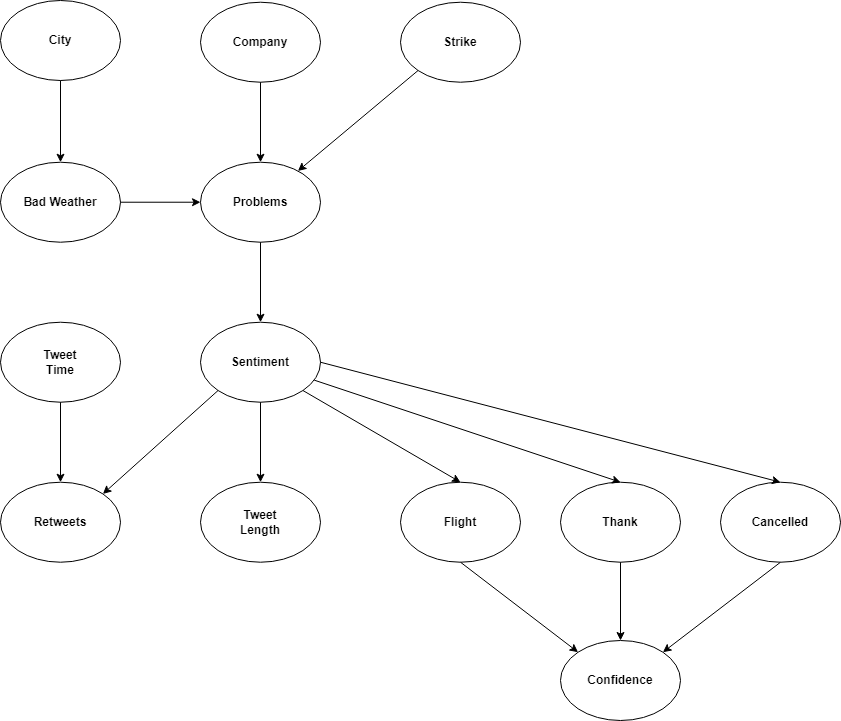 City
Company
Strike
Bad Weather
Problems
Tweet
Time
Sentiment
Retweets
Tweet
Length
Flight
Thank
Cancelled
Confidence